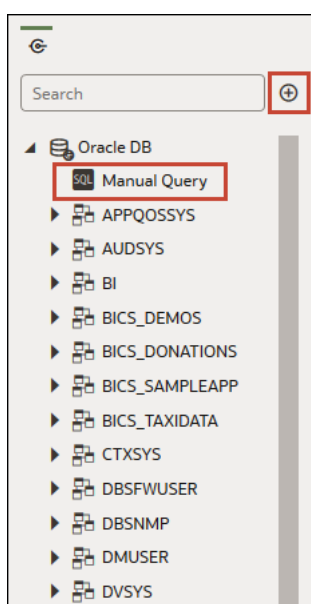 Search
Oracle DB
SQL Manual Query
APPQOSSYS
AUDSYS
BI
BICS_DEMOS
BICS_DONATIONS
BICS_SAMPLEAPP
BICS_TAXIDATA
CTXSYS
DBSFWUSER
DBSNMP
DMUSER
DVSYS